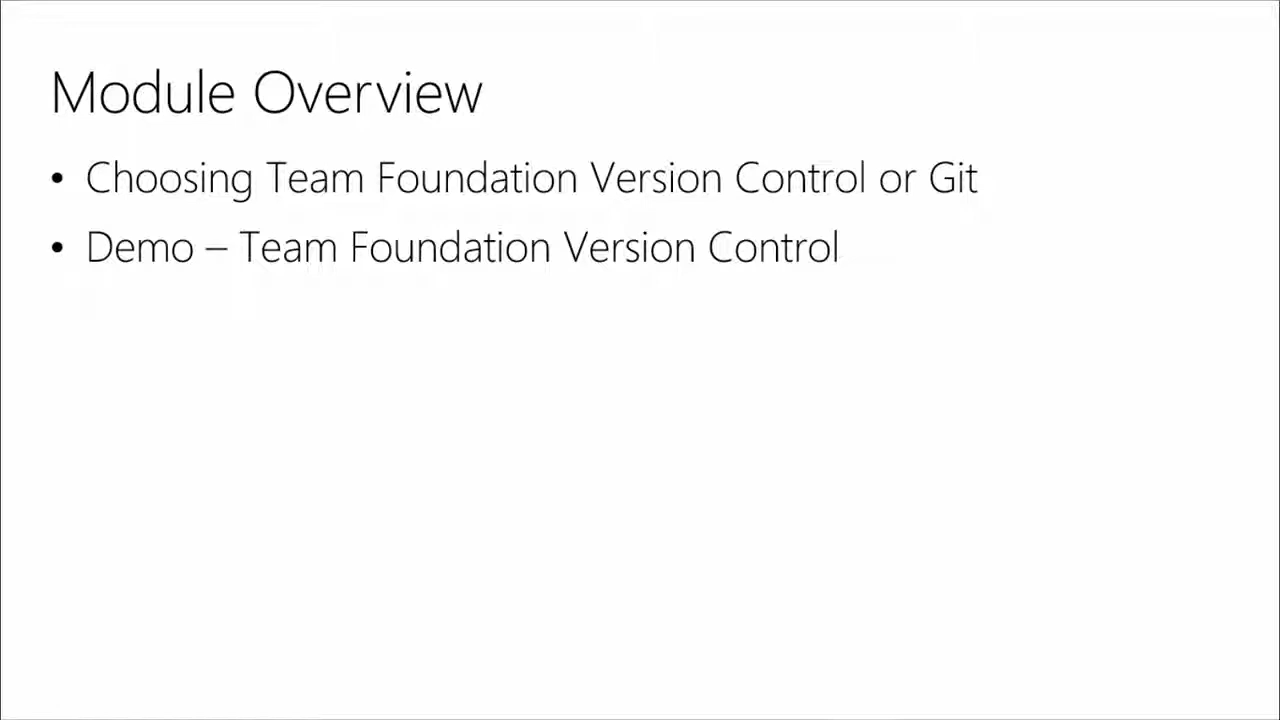 Module Overview
• Choosing Team Foundation Version Control or Git
• Demo – Team Foundation Version Control